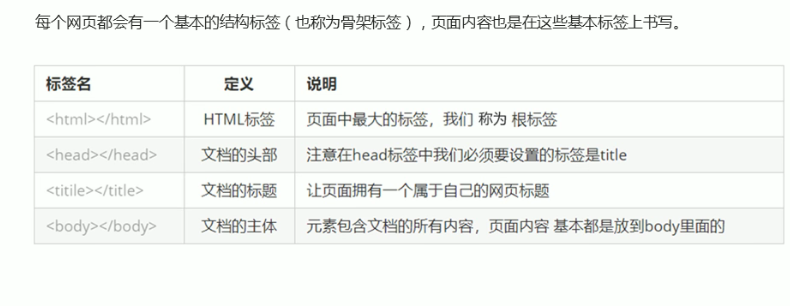 每个网页都会有一个基本的结构标签（也称为骨架标签），页面内容也是在这些基本标签上书写。
标签名 定义 说明
<html></html> HTML标签 页面中最大的标签，我们 称为 根标签
<head></head> 文档的头部 注意在head标签中我们必须要设置的标签是title
<titile></title> 文档的标题 让页面拥有一个属于自己的网页标题
<body></body> 文档的主体 元素包含文档的所有内容，页面内容 基本都是放到body里面的